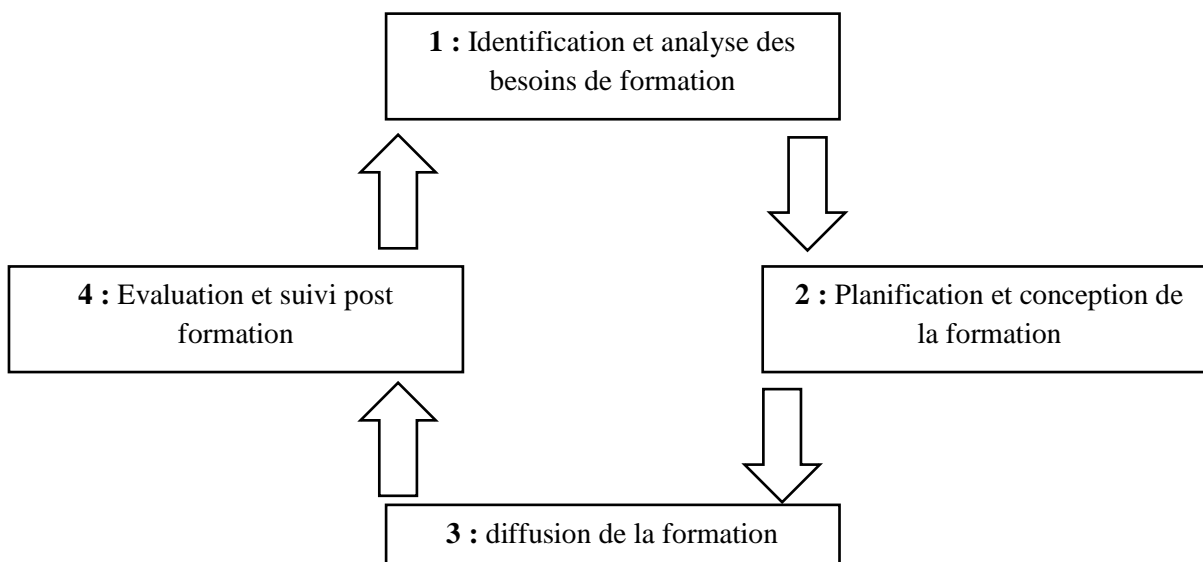 1 : Identification et analyse des
besoins de formation
2 : Planification et conception de
la formation
3 : diffusion de la formation
4 : Evaluation et suivi post
formation